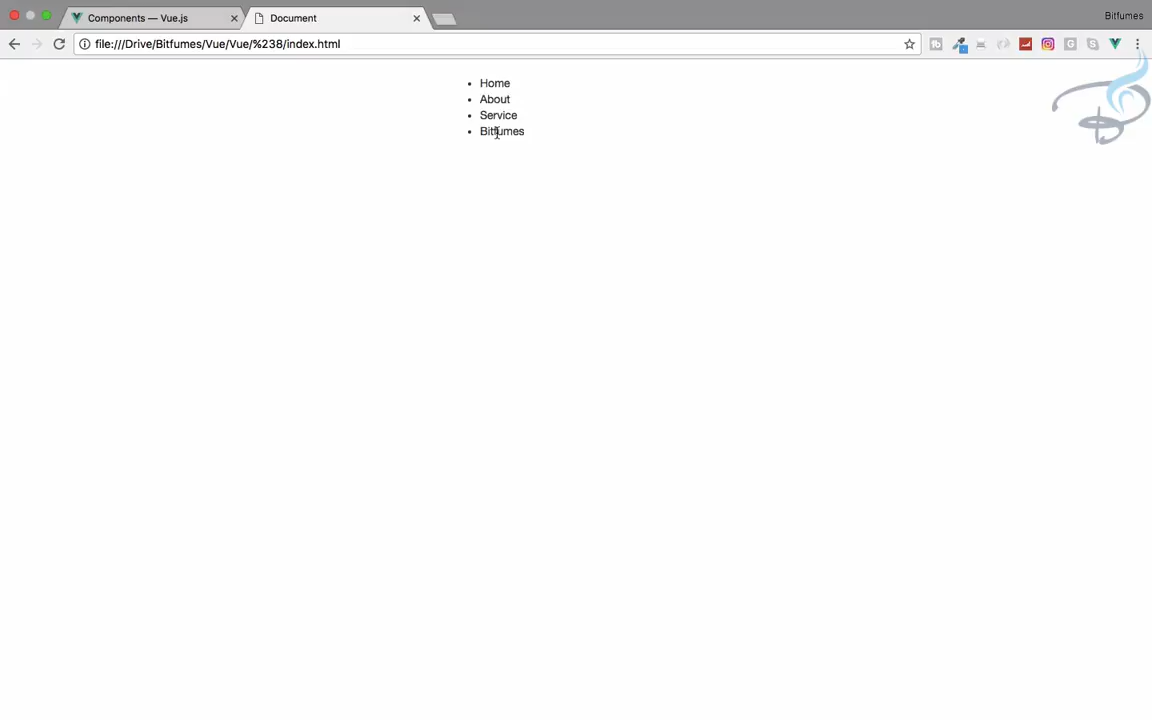 Components — Vue.js
Document
Bitfumes
file:///Drive/Bitfumes/Vue/Vue/%238/index.html
Home
About
Service
Bitfumes